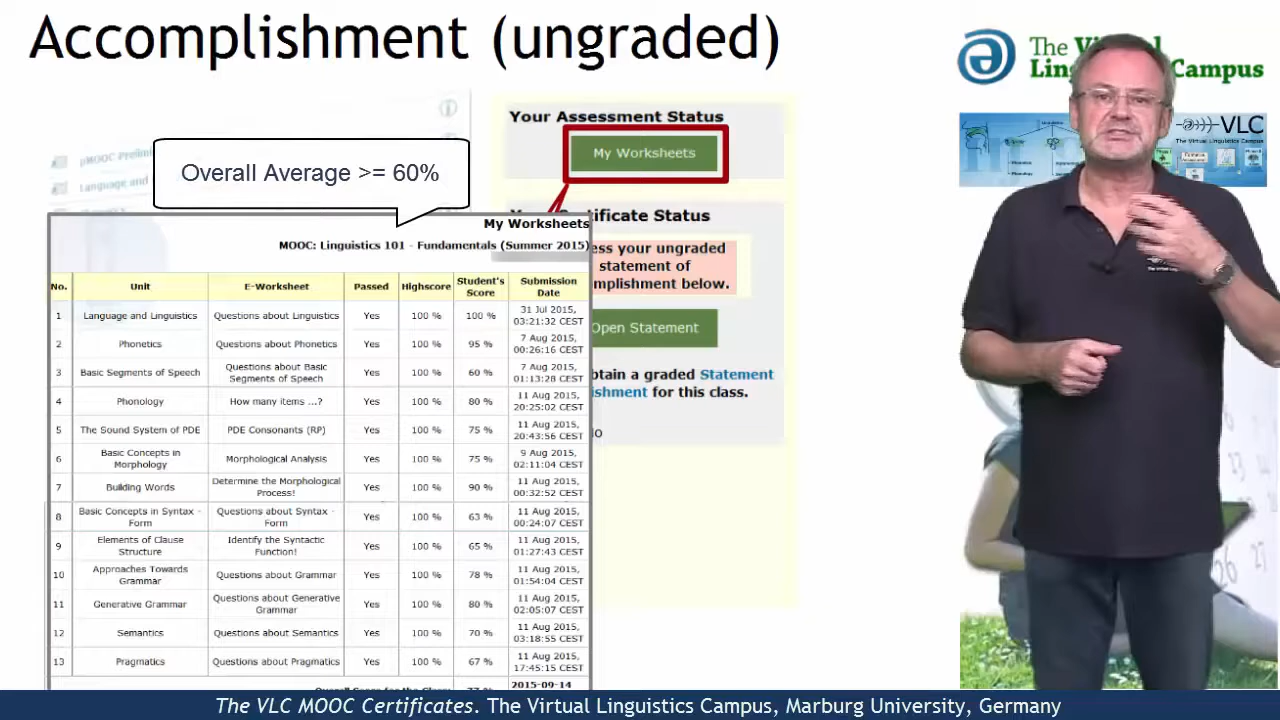 Accomplishment (ungraded)
The Virtual
Linguistics Campus
VLC
The Virtual Linguistics Campus
Your Assessment Status
My Worksheets
Overall Average >= 60%
Language and
Certificate Status
ess your ungraded
statement of
mplishment below.
Open Statement
btain a graded Statement
ishment for this class.
My Worksheets
MOOC: Linguistics 101 - Fundamentals (Summer 2015)
No. Unit E-Worksheet Passed Highscore Student's Score Submission Date
1 Language and Linguistics Questions about Linguistics Yes 100 % 100 % 31 Jul 2015, 03:21:32 CEST
2 Phonetics Questions about Phonetics Yes 100 % 95 % 7 Aug 2015, 00:26:16 CEST
3 Basic Segments of Speech Questions about Basic Segments of Speech Yes 100 % 60 % 7 Aug 2015, 01:13:28 CEST
4 Phonology How many items ...? Yes 100 % 80 % 11 Aug 2015, 20:25:02 CEST
5 The Sound System of PDE PDE Consonants (RP) Yes 100 % 75 % 11 Aug 2015, 20:43:56 CEST
6 Basic Concepts in Morphology Morphological Analysis Yes 100 % 75 % 9 Aug 2015, 02:11:04 CEST
7 Building Words Determine the Morphological Process! Yes 100 % 90 % 11 Aug 2015, 00:32:52 CEST
8 Basic Concepts in Syntax - Form Questions about Syntax - Form Yes 100 % 63 % 11 Aug 2015, 00:24:07 CEST
9 Elements of Clause Structure Identify the Syntactic Function! Yes 100 % 65 % 11 Aug 2015, 01:27:43 CEST
10 Approaches Towards Grammar Questions about Grammar Yes 100 % 78 % 11 Aug 2015, 01:54:04 CEST
11 Generative Grammar Questions about Generative Grammar Yes 100 % 80 % 11 Aug 2015, 02:05:07 CEST
12 Semantics Questions about Semantics Yes 100 % 70 % 11 Aug 2015, 03:18:55 CEST
13 Pragmatics Questions about Pragmatics Yes 100 % 67 % 11 Aug 2015, 17:45:15 CEST
2015-09-14
The VLC MOOC Certificates. The Virtual Linguistics Campus, Marburg University, Germany